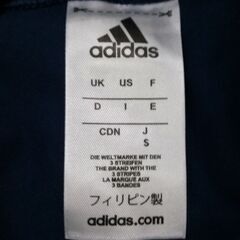 adidas
UK US F
D I E
CDN J
S
DIE WELTMARKE MIT DEN
3 STREIFEN
THE BRAND WITH THE
3 STRIPES
LA MARQUE AUX
3 BANDES
フィリピン製
adidas.com